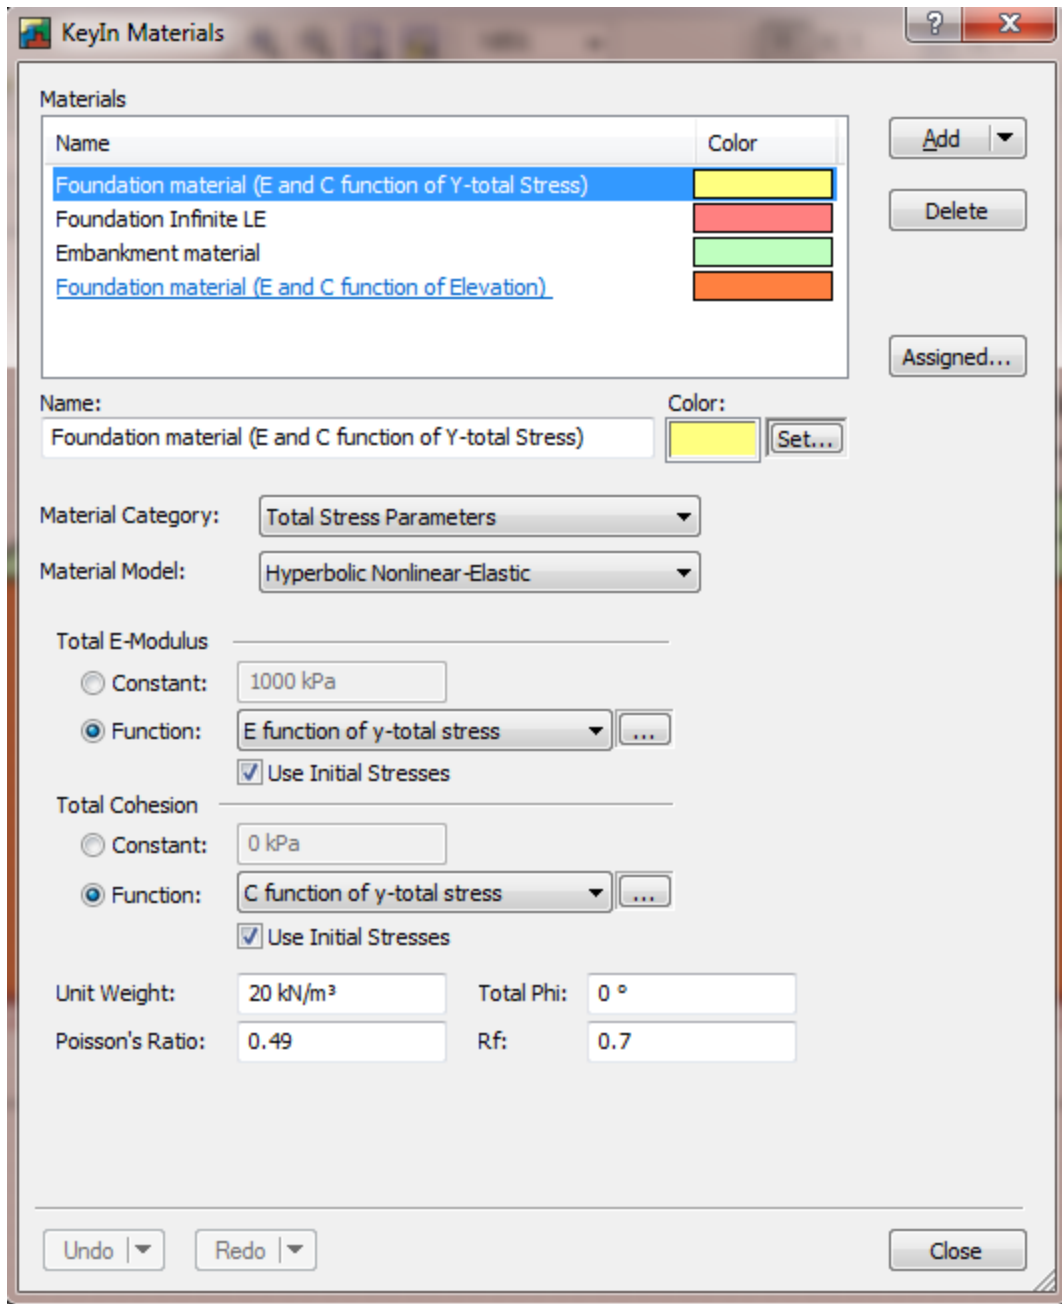 KeyIn Materials
?
X
Materials
Name Color
Add
Foundation material (E and C function of Y-total Stress)
Foundation Infinite LE
Delete
Embankment material
Foundation material (E and C function of Elevation)
Assigned...
Name: Color:
Foundation material (E and C function of Y-total Stress) Set...
Material Category: Total Stress Parameters
Material Model: Hyperbolic Nonlinear-Elastic
Total E-Modulus
Constant: 1000 kPa
Function: E function of y-total stress ...
Use Initial Stresses
Total Cohesion
Constant: 0 kPa
Function: C function of y-total stress ...
Use Initial Stresses
Unit Weight: 20 kN/m³ Total Phi: 0 °
Poisson's Ratio: 0.49 Rf: 0.7
Undo Redo Close